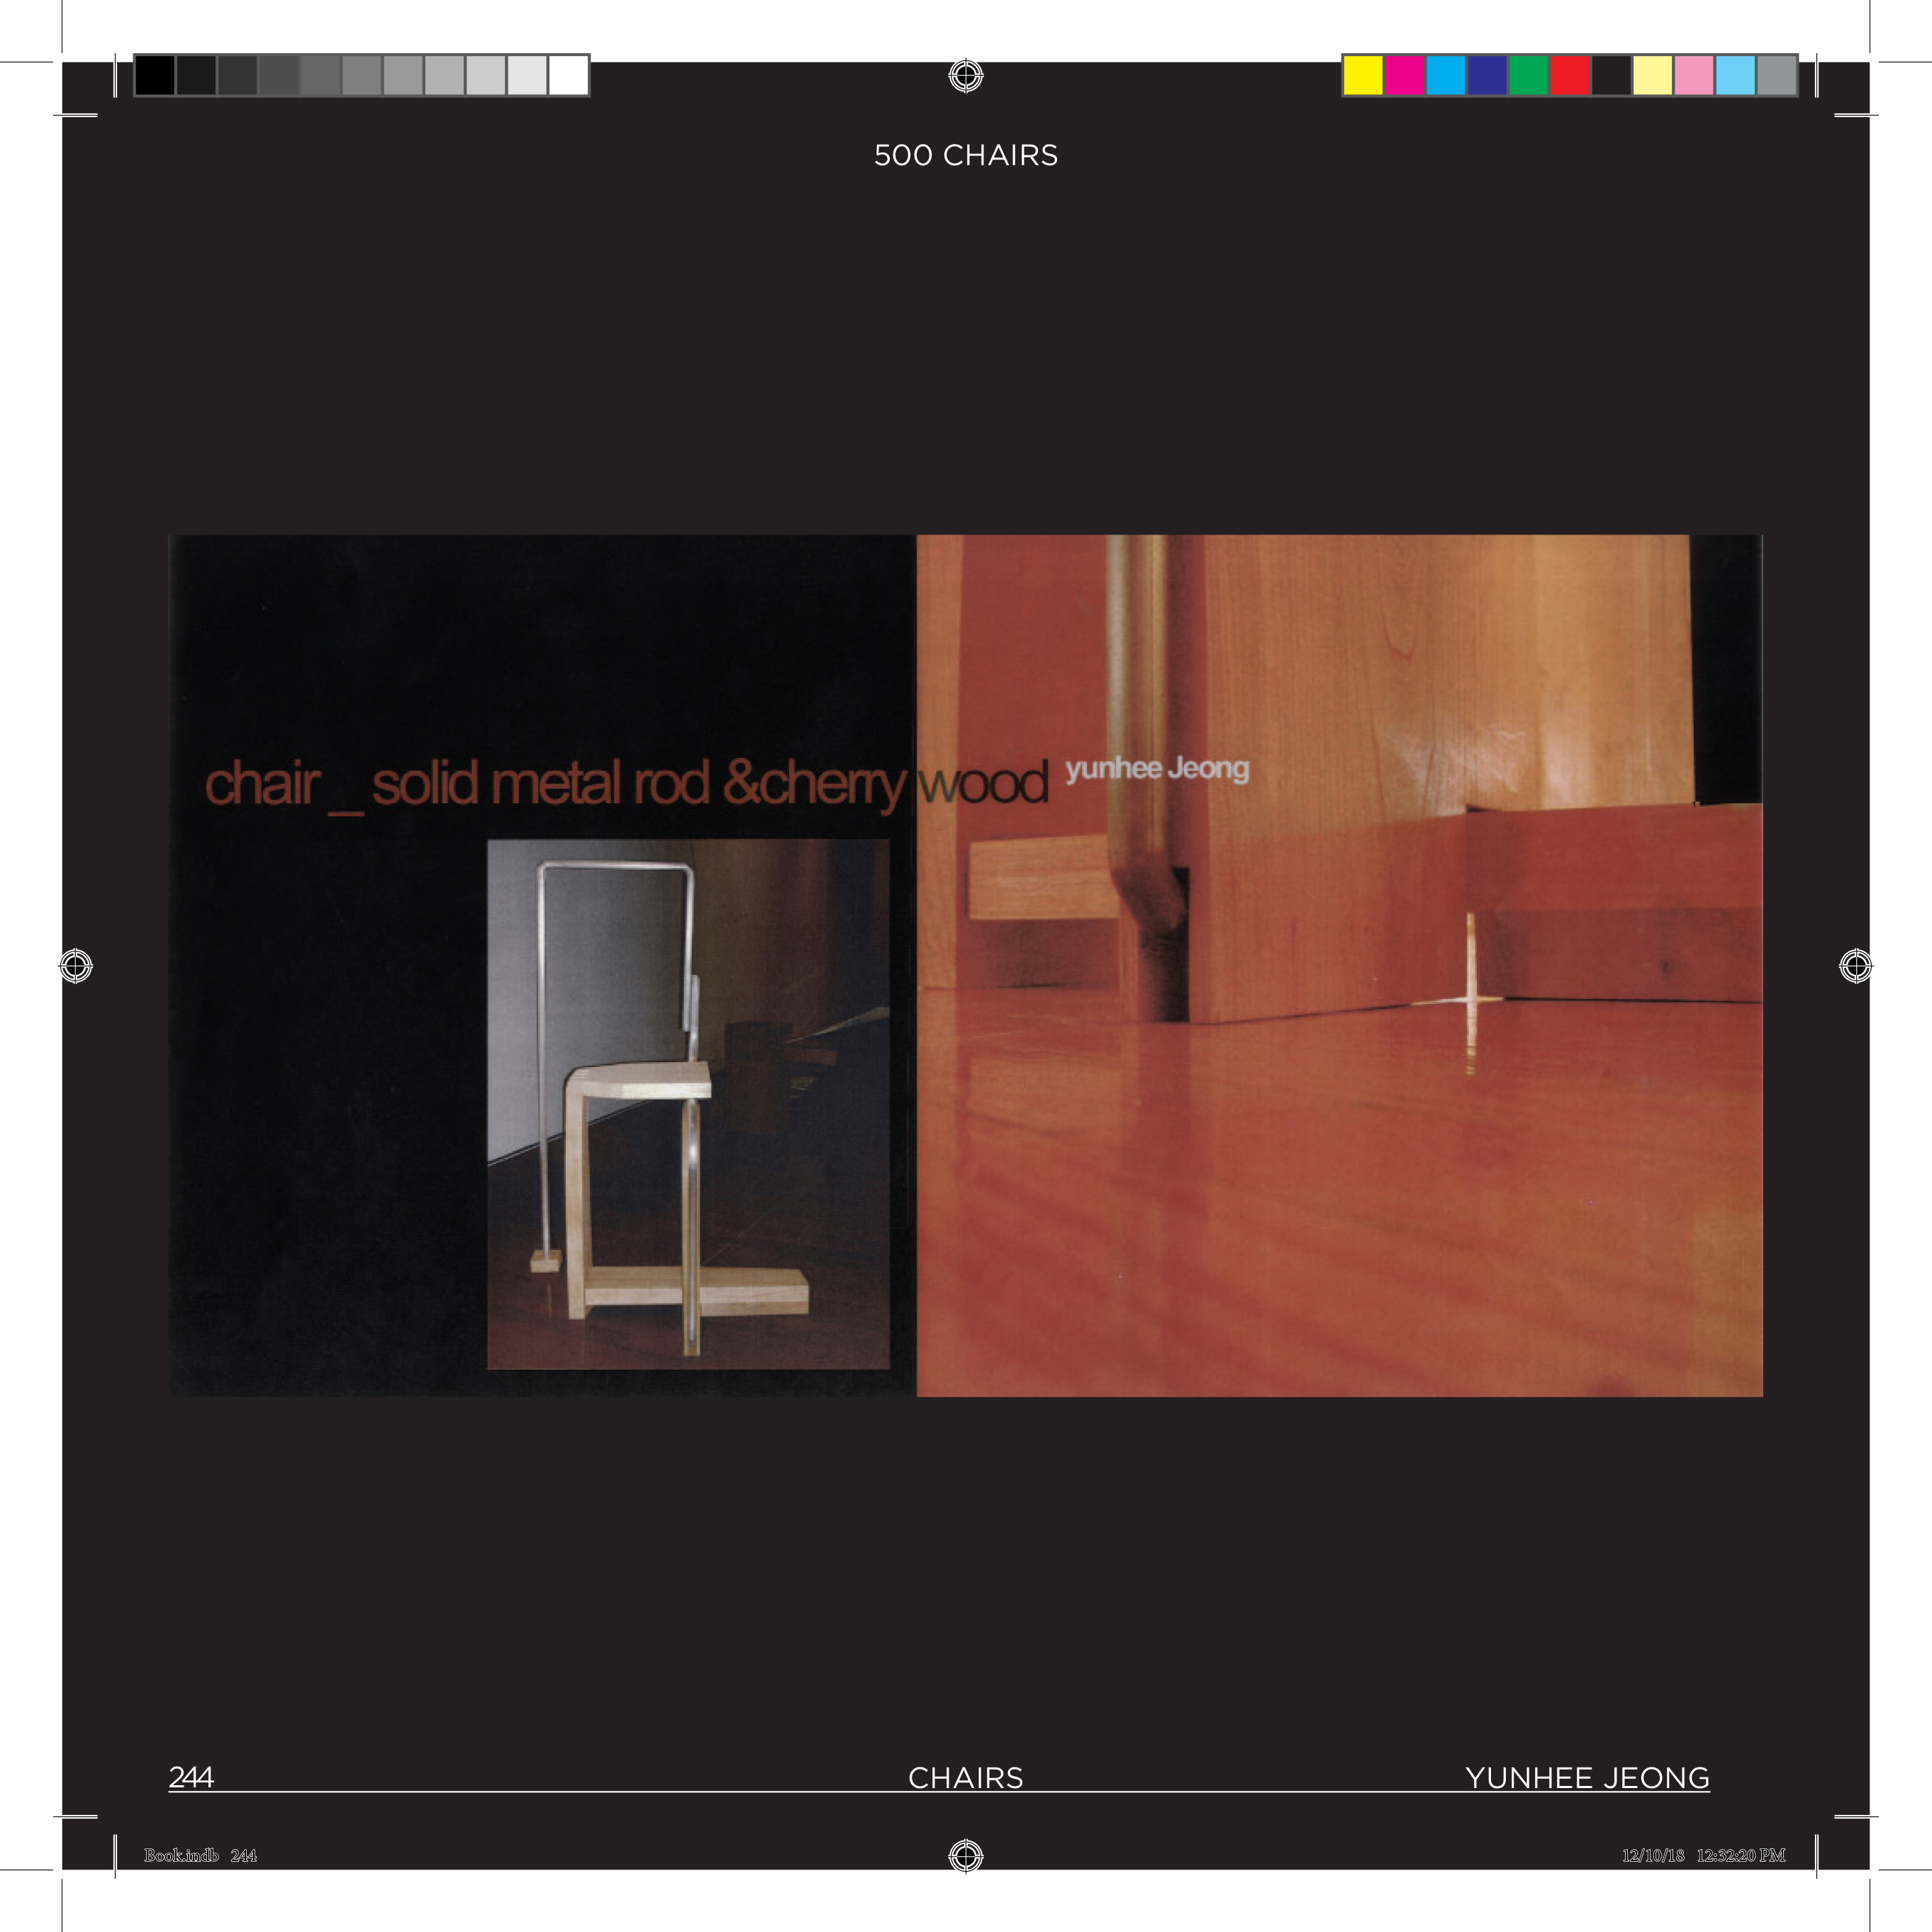 500 CHAIRS
chair _ solid metal rod &cherry wood yunhee Jeong
244 CHAIRS YUNHEE JEONG
Book.indb 244 12/10/18 12:32:20 PM